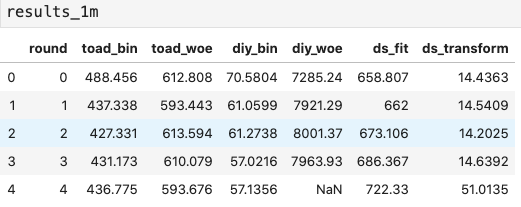 results_1m
round toad_bin toad_woe diy_bin diy_woe ds_fit ds_transform
0 0 488.456 612.808 70.5804 7285.24 658.807 14.4363
1 1 437.338 593.443 61.0599 7921.29 662 14.5409
2 2 427.331 613.594 61.2738 8001.37 673.106 14.2025
3 3 431.173 610.079 57.0216 7963.93 686.367 14.6392
4 4 436.775 593.676 57.1356 NaN 722.33 51.0135